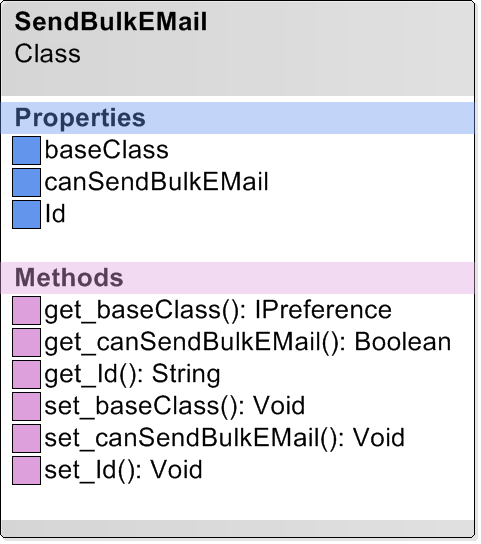 SendBulkEMail
Class
Properties
baseClass
canSendBulkEMail
Id
Methods
get_baseClass(): IPreference
get_canSendBulkEMail(): Boolean
get_Id(): String
set_baseClass(): Void
set_canSendBulkEMail(): Void
set_Id(): Void